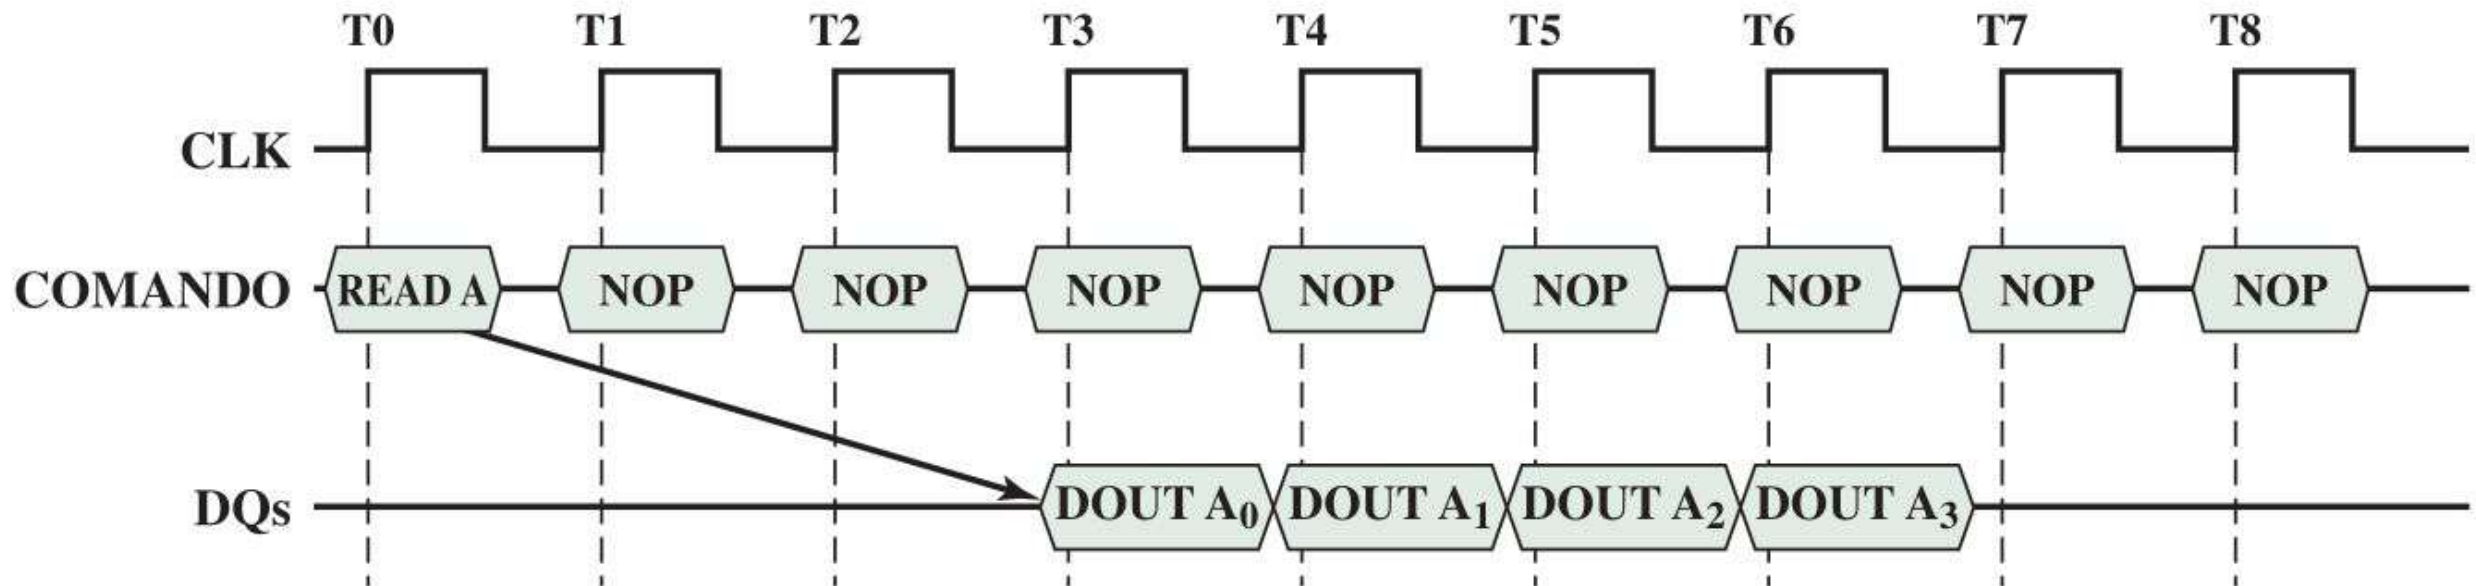 T0 T1 T2 T3 T4 T5 T6 T7 T8
CLK
COMANDO READ A NOP NOP NOP NOP NOP NOP NOP NOP
DQs DOUT A₀ DOUT A₁ DOUT A₂ DOUT A₃